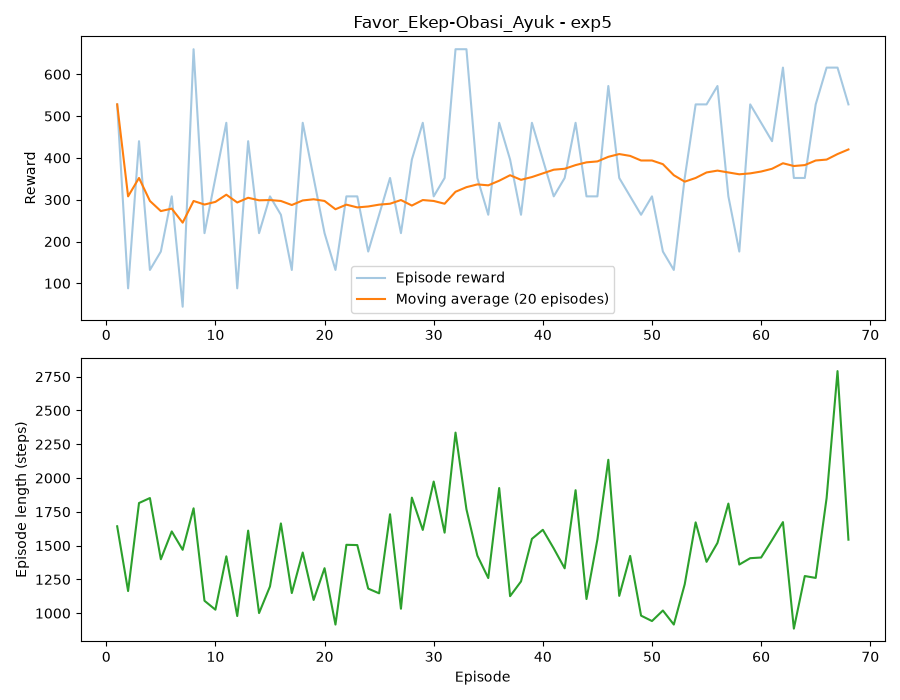 Favor_Ekep-Obasi_Ayuk - exp5
Reward
600
500
400
300
200
100
Episode reward
Moving average (20 episodes)
0 10 20 30 40 50 60 70
Episode length (steps)
2750
2500
2250
2000
1750
1500
1250
1000
0 10 20 30 40 50 60 70
Episode